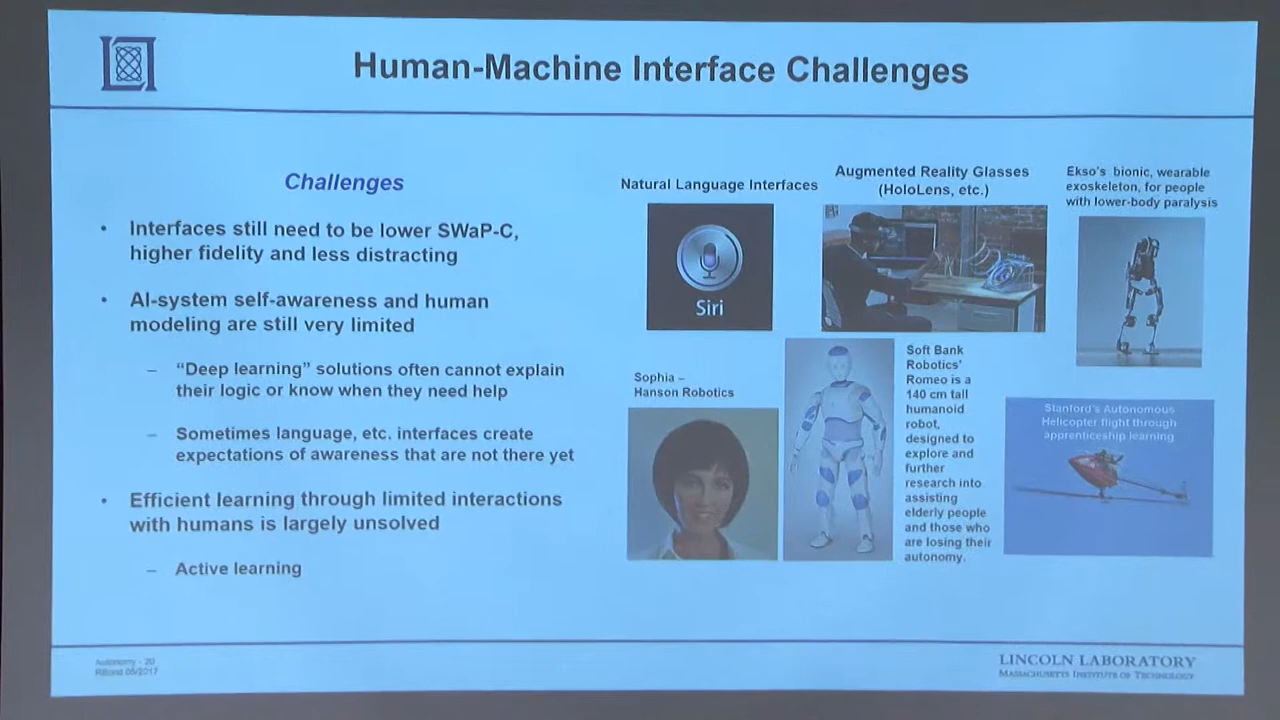 Human-Machine Interface Challenges
Challenges
• Interfaces still need to be lower SWaP-C,
higher fidelity and less distracting
• AI-system self-awareness and human
modeling are still very limited
– “Deep learning” solutions often cannot explain
their logic or know when they need help
– Sometimes language, etc. interfaces create
expectations of awareness that are not there yet
• Efficient learning through limited interactions
with humans is largely unsolved
– Active learning
Natural Language Interfaces
Siri
Augmented Reality Glasses
(HoloLens, etc.)
Ekso's bionic, wearable
exoskeleton, for people
with lower-body paralysis
Sophia –
Hanson Robotics
Soft Bank
Robotics'
Romeo is a
140 cm tall
humanoid
robot,
designed to
explore and
further
research into
assisting
elderly people
and those who
are losing their
autonomy.
Stanford's Autonomous
Helicopter flight through
apprenticeship learning
Autonomy - 20
05/2017
LINCOLN LABORATORY
MASSACHUSETTS INSTITUTE OF TECHNOLOGY